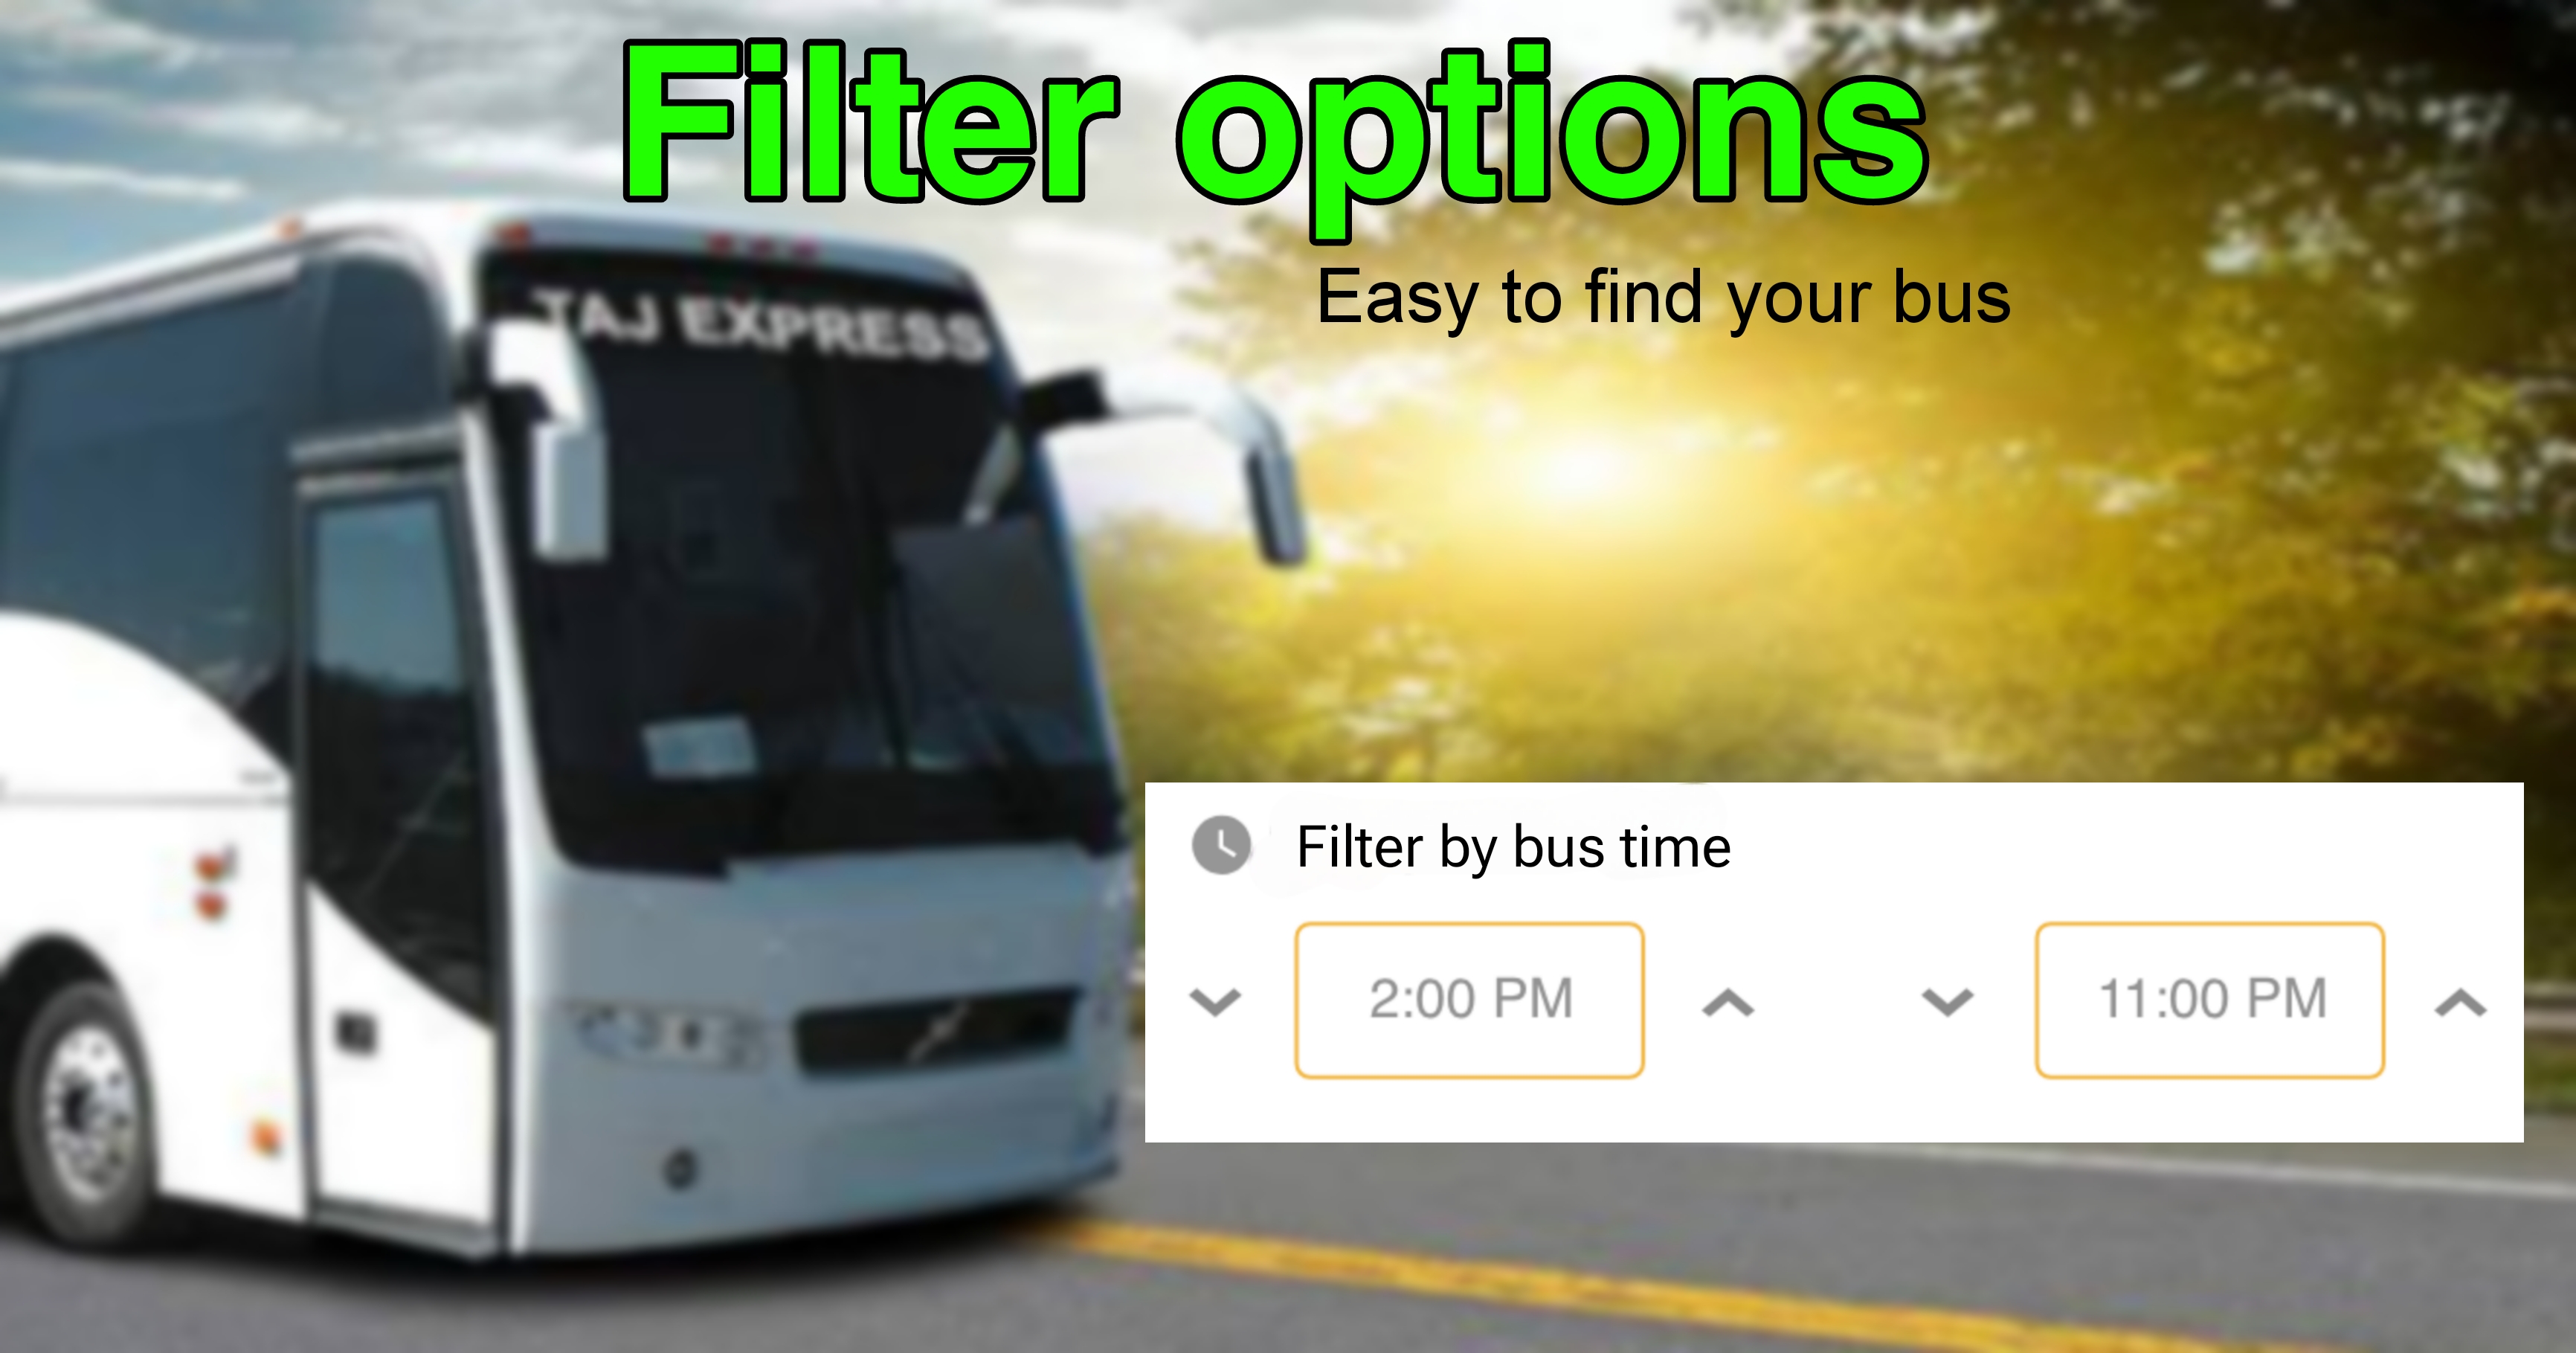 Filter options
Easy to find your bus
TAJ EXPRESS
Filter by bus time
2:00 PM
11:00 PM